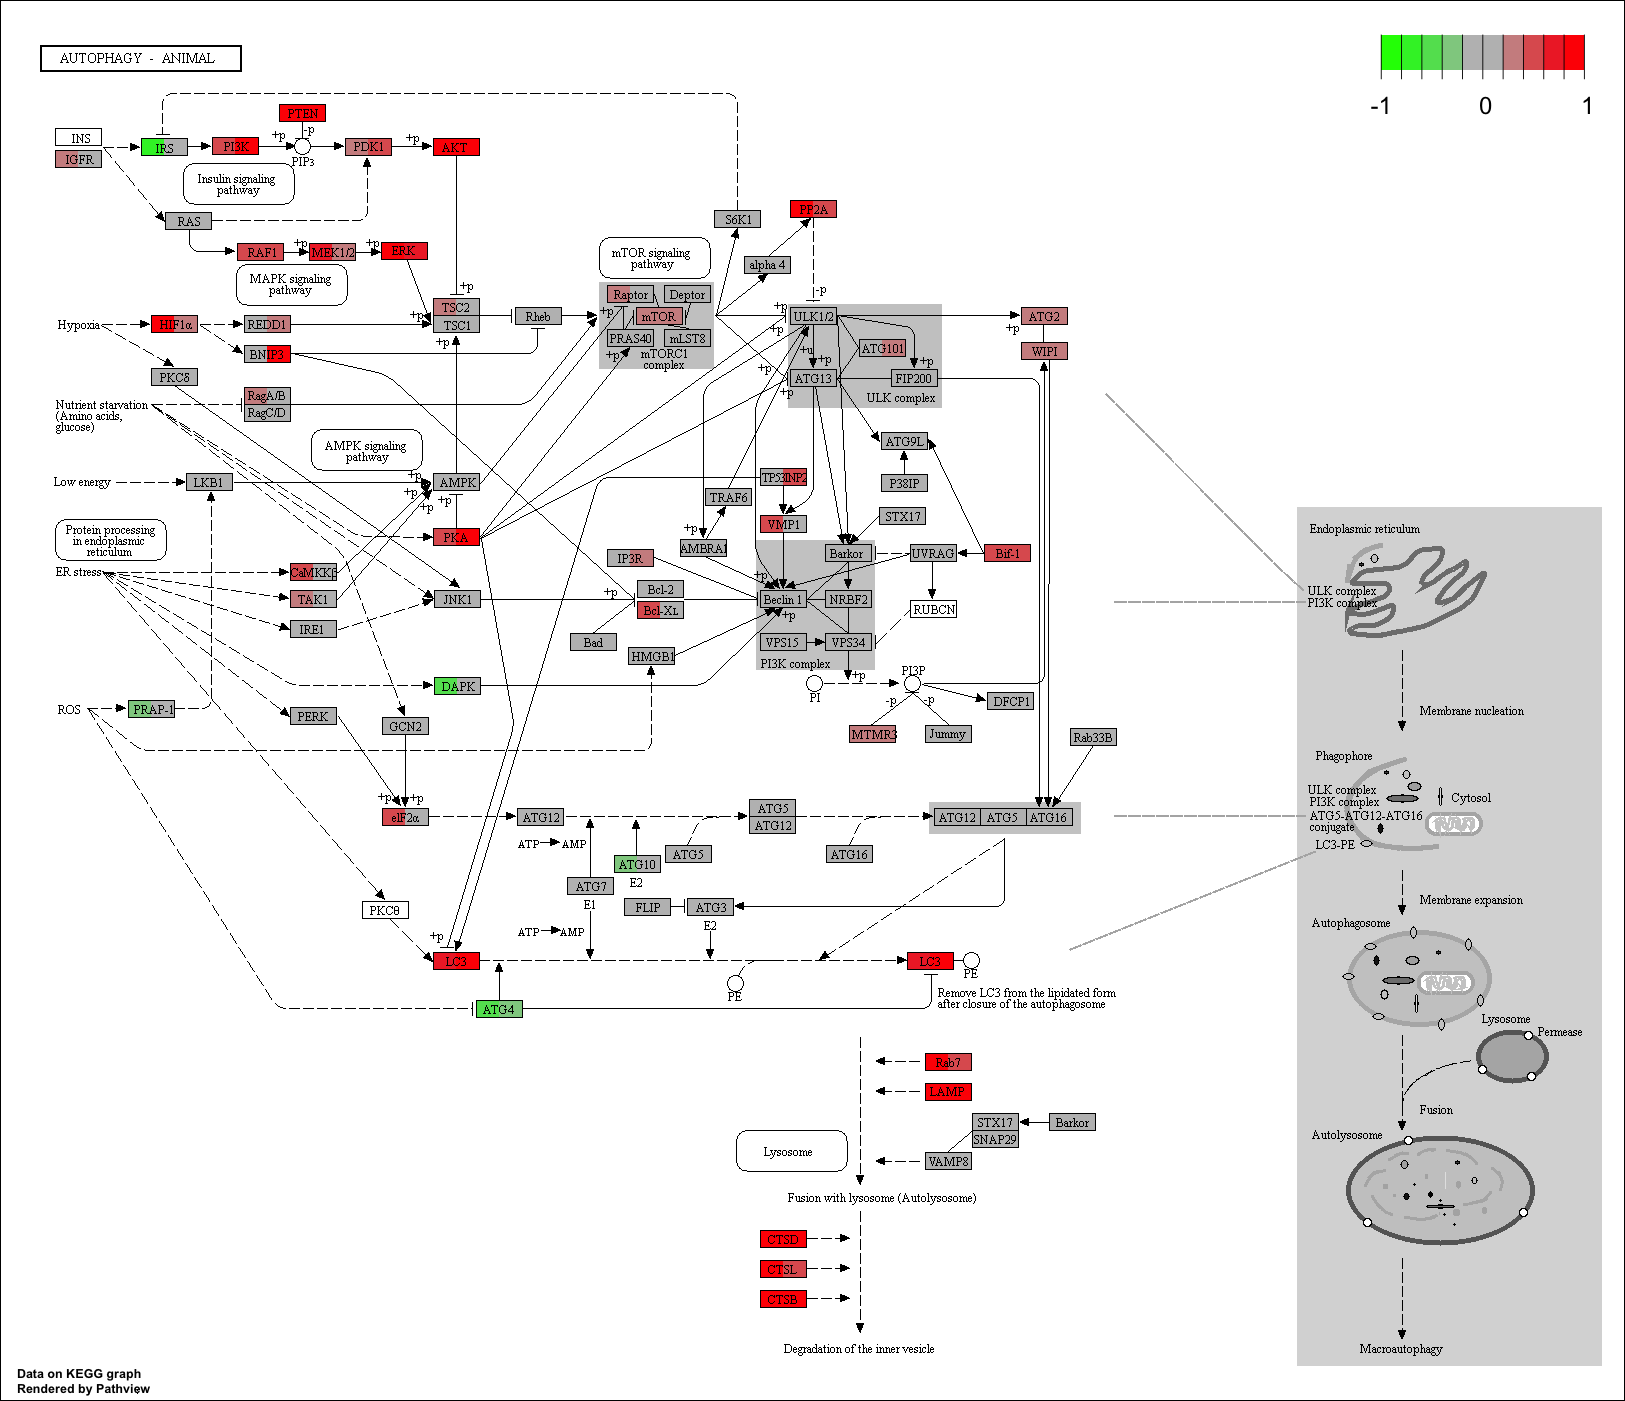 AUTOPHAGY - ANIMAL
-1 0 1
PTEN
+p
-p
+p
INS
IRS
PI3K
PDK1
AKT
IGFR
PIP3
Insulin signaling
pathway
RAS
S6K1
PP2A
+p
+p
RAF1
MEK1/2
ERK
mTOR signaling
pathway
alpha 4
MAPK signaling
pathway
+p
-p
Raptor
Deptor
TSC2
+p
+p
ULK1/2
ATG2
Hypoxia
HIF1α
REDD1
+p
TSC1
Rheb
mTOR
+p
+p
PRAS40
mLST8
+p
+u
+p
ATG101
+p
WIPI
BNIP3
+p
mTORC1
complex
+p
PKCδ
ATG13
FIP200
+p
RagA/B
RagC/D
ULK complex
Nutrient starvation
(Amino acids,
glucose)
AMPK signaling
pathway
ATG9L
Low energy
LKB1
+p
+p
+p
AMPK
TP53INP2
P38IP
TRAF6
Protein processing
in endoplasmic
reticulum
PKA
+p
VMP1
STX17
AMBRA1
Barkor
UVRAG
Bif-1
ER stress
CaMKKβ
IP3R
+p
TAK1
JNK1
+p
Bcl-2
Bcl-XL
Beclin 1
NRBF2
RUBCN
+p
IRE1
Bad
HMGB1
VPS15
VPS34
PI3K complex
+p
DAPK
PI
PI3P
DFCP1
-p
-p
ROS
PRAP-1
PERK
GCN2
MTMR3
Jummy
Rab33B
+p
+p
eIF2α
ATG12
ATG5
ATG12
ATG12
ATG5
ATG16
ATP
AMP
ATG10
E2
ATG5
ATG16
ATG7
E1
PKCθ
FLIP
ATG3
E2
ATP
AMP
+p
LC3
LC3
PE
PE
ATG4
Remove LC3 from the lipidated form
after closure of the autophagosome
Rab7
LAMP
STX17
Barkor
SNAP29
Lysosome
VAMP8
Fusion with lysosome (Autolysosome)
CTSD
CTSL
CTSB
Degradation of the inner vesicle
Endoplasmic reticulum
ULK complex
PI3K complex
Membrane nucleation
Phagophore
ULK complex
PI3K complex
Cytosol
ATG5-ATG12-ATG16
conjugate
LC3-PE
Membrane expansion
Autophagosome
Lysosome
Permease
Fusion
Autolysosome
Macroautophagy
Data on KEGG graph
Rendered by Pathview